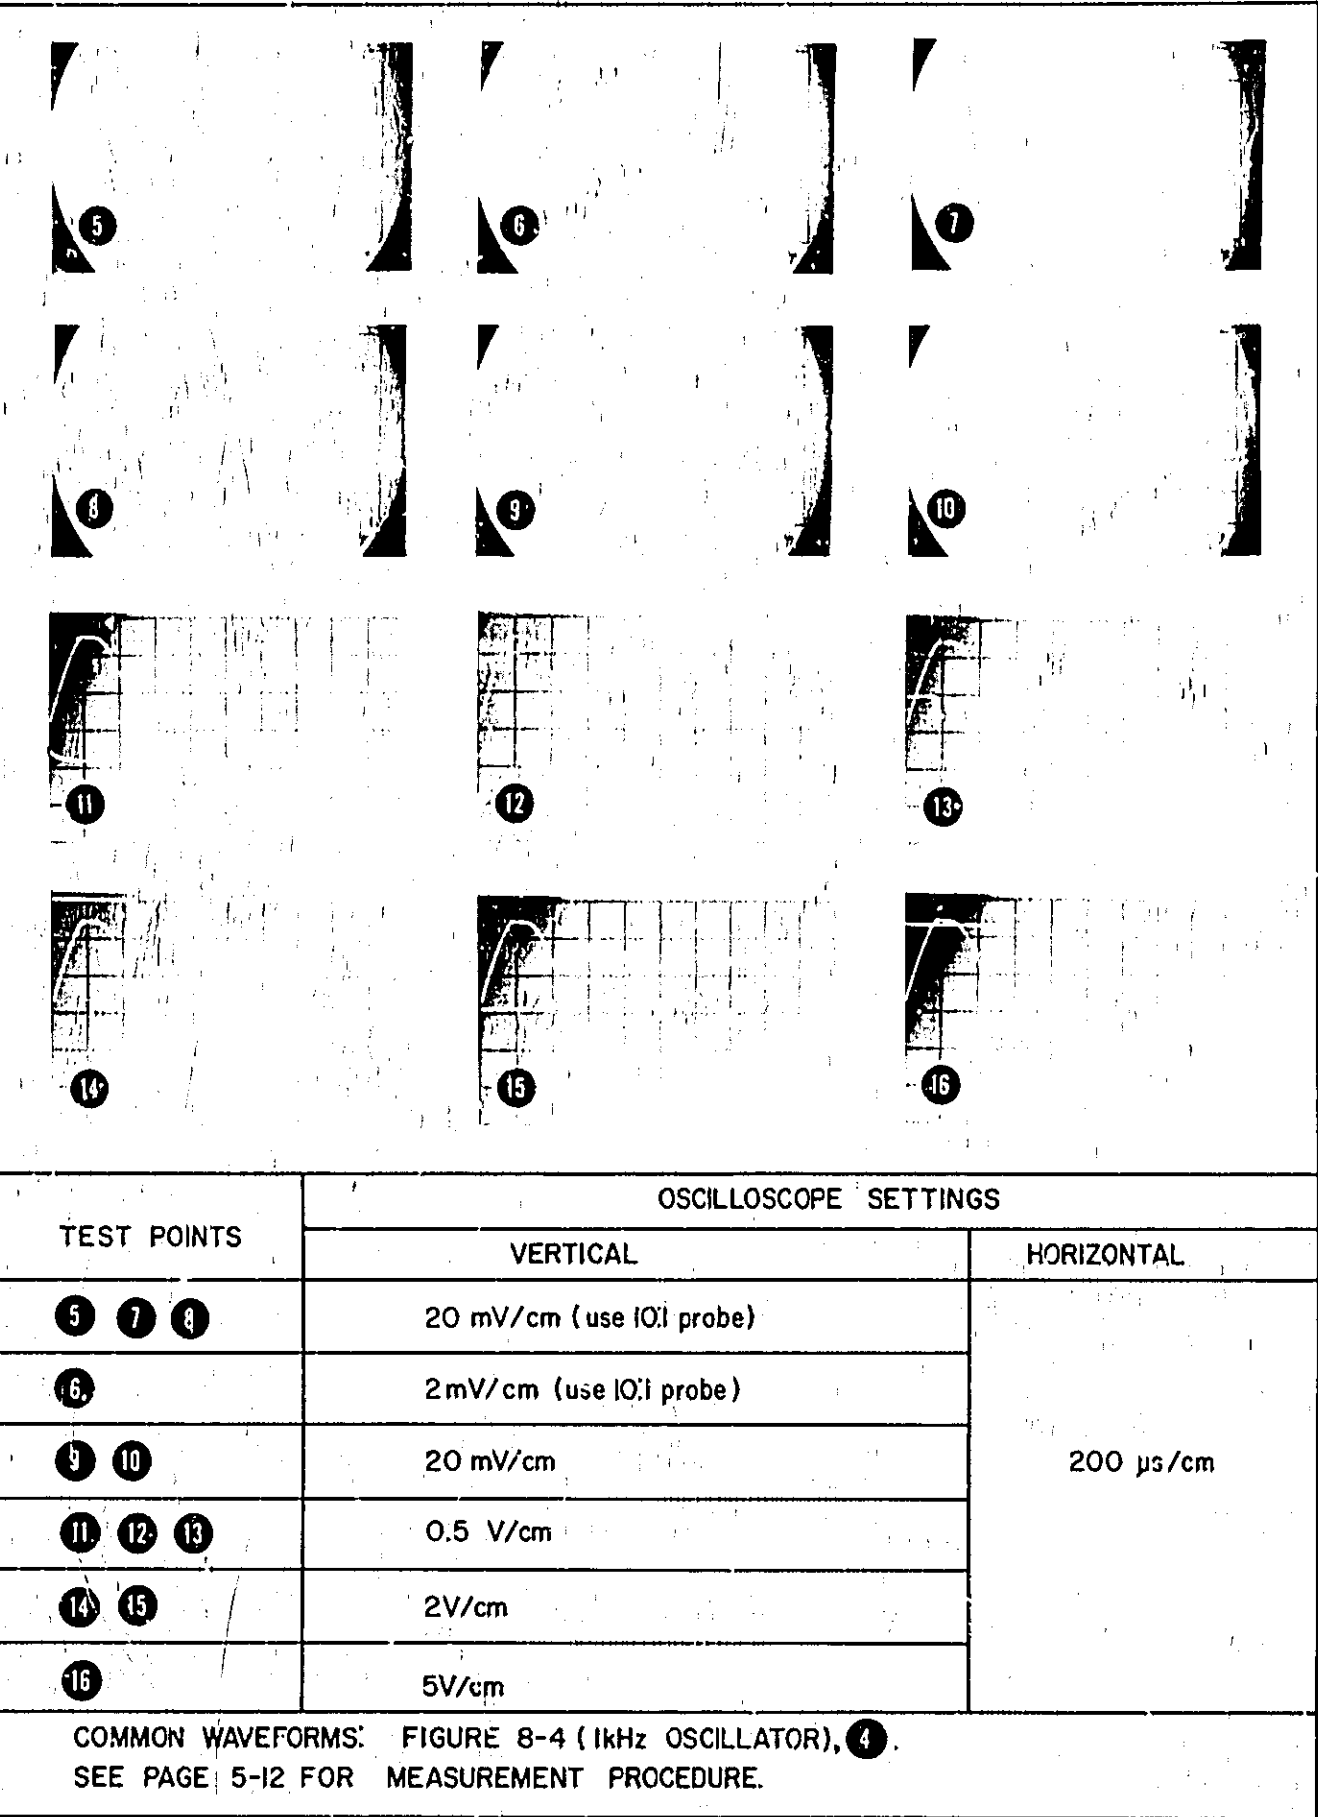 5 6 7
8 9 10
11 12 13
14 15 16
OSCILLOSCOPE SETTINGS
TEST POINTS
VERTICAL HORIZONTAL
5 7 8 20 mV/cm (use 10:1 probe)
6 2mV/cm (use 10:1 probe)
9 10 20 mV/cm 200 µs/cm
11 12 13 0.5 V/cm
14 15 2V/cm
16 5V/cm
COMMON WAVEFORMS: FIGURE 8-4 (1kHz OSCILLATOR), 4.
SEE PAGE 5-12 FOR MEASUREMENT PROCEDURE.